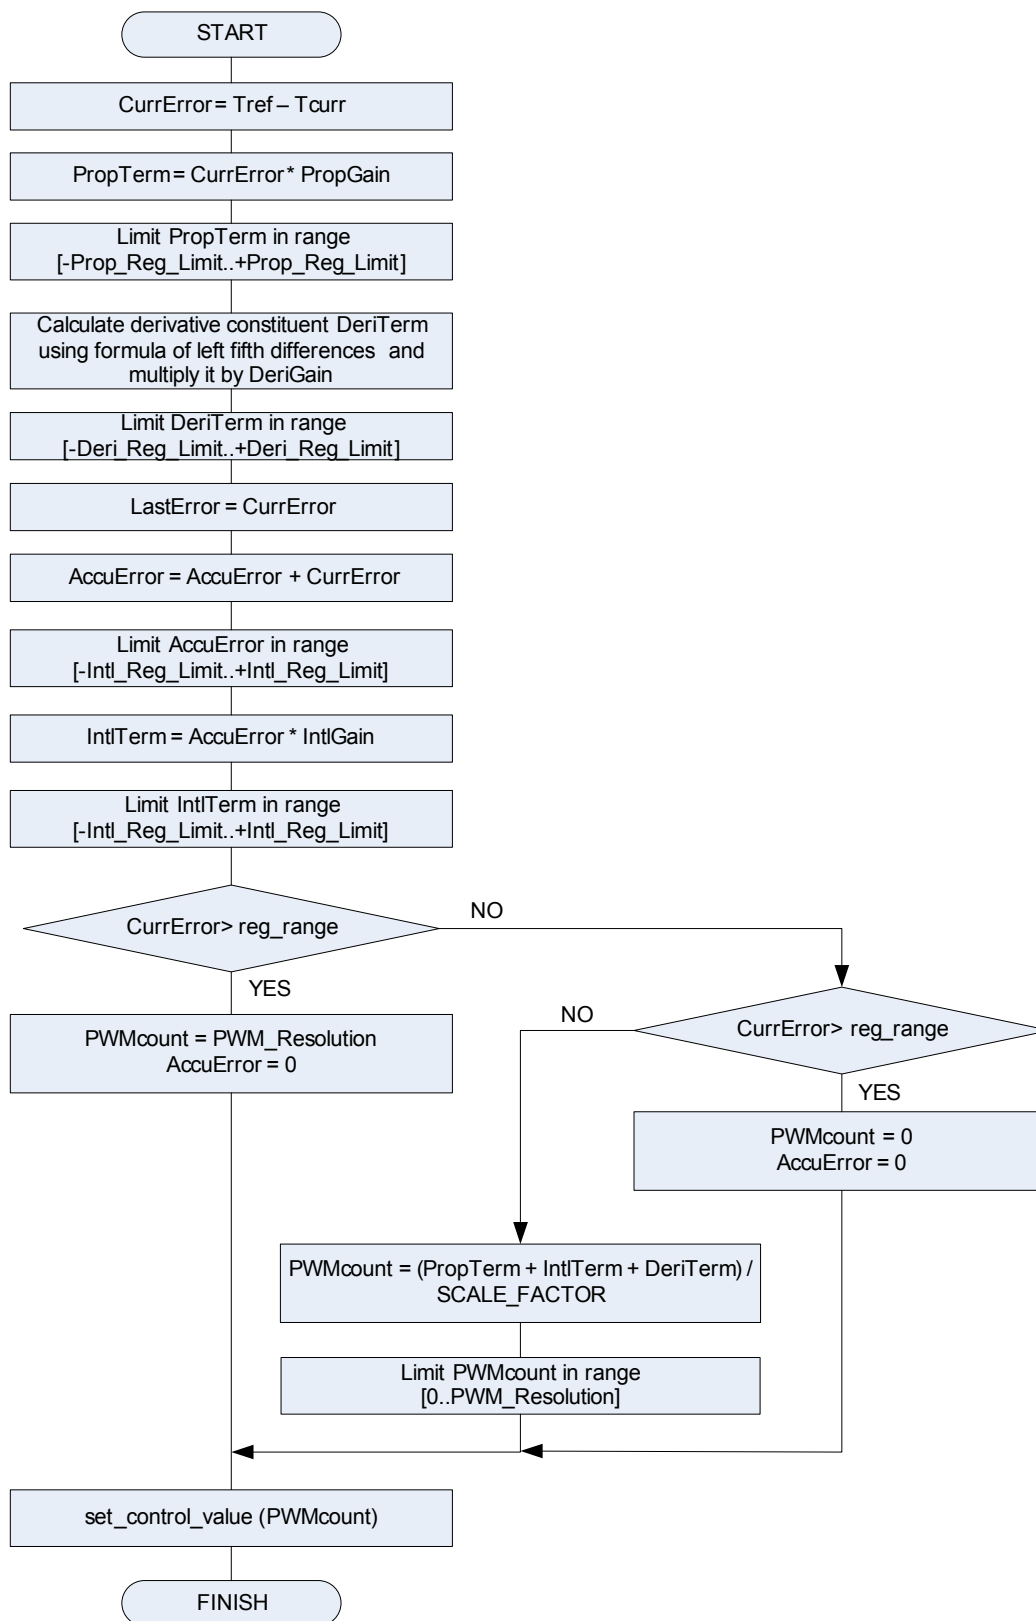 START
CurrError = Tref – Tcurr
PropTerm = CurrError * PropGain
Limit PropTerm in range
[-Prop_Reg_Limit..+Prop_Reg_Limit]
Calculate derivative constituent DeriTerm
using formula of left fifth differences and
multiply it by DeriGain
Limit DeriTerm in range
[-Deri_Reg_Limit..+Deri_Reg_Limit]
LastError = CurrError
AccuError = AccuError + CurrError
Limit AccuError in range
[-Intl_Reg_Limit..+Intl_Reg_Limit]
IntlTerm = AccuError * IntlGain
Limit IntlTerm in range
[-Intl_Reg_Limit..+Intl_Reg_Limit]
CurrError> reg_range
NO
YES
PWMcount = PWM_Resolution
AccuError = 0
CurrError> reg_range
NO
YES
PWMcount = 0
AccuError = 0
PWMcount = (PropTerm + IntlTerm + DeriTerm) /
SCALE_FACTOR
Limit PWMcount in range
[0..PWM_Resolution]
set_control_value (PWMcount)
FINISH